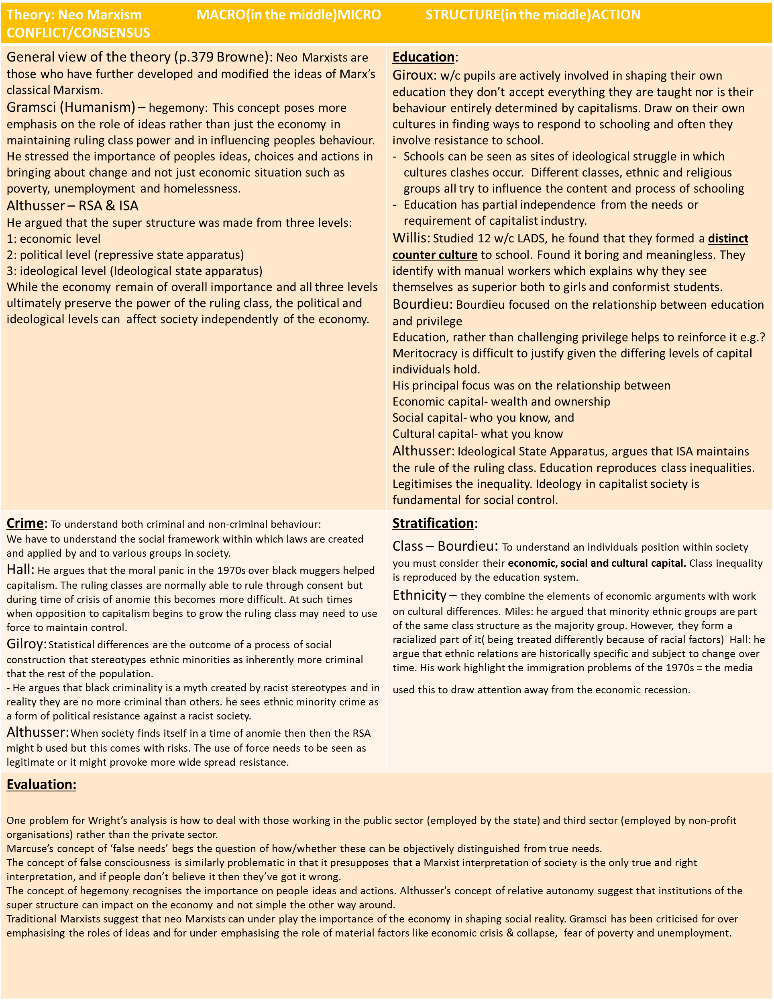 Theory: Neo Marxism MACRO(in the middle)MICRO STRUCTURE(in the middle)ACTION
CONFLICT/CONSENSUS
General view of the theory (p.379 Browne): Neo Marxists are
those who have further developed and modified the ideas of Marx’s
classical Marxism.
Gramsci (Humanism) – hegemony: This concept poses more
emphasis on the role of ideas rather than just the economy in
maintaining ruling class power and in influencing peoples behaviour.
He stressed the importance of peoples ideas, choices and actions in
bringing about change and not just economic situation such as
poverty, unemployment and homelessness.
Althusser – RSA & ISA
He argued that the super structure was made from three levels:
1: economic level
2: political level (repressive state apparatus)
3: ideological level (Ideological state apparatus)
While the economy remain of overall importance and all three levels
ultimately preserve the power of the ruling class, the political and
ideological levels can affect society independently of the economy.
Education:
Giroux: w/c pupils are actively involved in shaping their own
education they don’t accept everything they are taught nor is their
behaviour entirely determined by capitalisms. Draw on their own
cultures in finding ways to respond to schooling and often they
involve resistance to school.
- Schools can be seen as sites of ideological struggle in which
cultures clashes occur. Different classes, ethnic and religious
groups all try to influence the content and process of schooling
- Education has partial independence from the needs or
requirement of capitalist industry.
Willis: Studied 12 w/c LADS, he found that they formed a distinct
counter culture to school. Found it boring and meaningless. They
identify with manual workers which explains why they see
themselves as superior both to girls and conformist students.
Bourdieu: Bourdieu focused on the relationship between education
and privilege
Education, rather than challenging privilege helps to reinforce it e.g.?
Meritocracy is difficult to justify given the differing levels of capital
individuals hold.
His principal focus was on the relationship between
Economic capital- wealth and ownership
Social capital- who you know, and
Cultural capital- what you know
Althusser: Ideological State Apparatus, argues that ISA maintains
the rule of the ruling class. Education reproduces class inequalities.
Legitimises the inequality. Ideology in capitalist society is
fundamental for social control.
Crime: To understand both criminal and non-criminal behaviour:
We have to understand the social framework within which laws are created
and applied by and to various groups in society.
Hall: He argues that the moral panic in the 1970s over black muggers helped
capitalism. The ruling classes are normally able to rule through consent but
during time of crisis of anomie this becomes more difficult. At such times
when opposition to capitalism begins to grow the ruling class may need to use
force to maintain control.
Gilroy: Statistical differences are the outcome of a process of social
construction that stereotypes ethnic minorities as inherently more criminal
that the rest of the population.
- He argues that black criminality is a myth created by racist stereotypes and in
reality they are no more criminal than others. he sees ethnic minority crime as
a form of political resistance against a racist society.
Althusser: When society finds itself in a time of anomie then then the RSA
might b used but this comes with risks. The use of force needs to be seen as
legitimate or it might provoke more wide spread resistance.
Stratification:
Class – Bourdieu: To understand an individuals position within society
you must consider their economic, social and cultural capital. Class inequality
is reproduced by the education system.
Ethnicity – they combine the elements of economic arguments with work
on cultural differences. Miles: he argued that minority ethnic groups are part
of the same class structure as the majority group. However, they form a
racialized part of it( being treated differently because of racial factors) Hall: he
argue that ethnic relations are historically specific and subject to change over
time. His work highlight the immigration problems of the 1970s = the media
used this to draw attention away from the economic recession.
Evaluation:
One problem for Wright’s analysis is how to deal with those working in the public sector (employed by the state) and third sector (employed by non-profit
organisations) rather than the private sector.
Marcuse’s concept of ‘false needs’ begs the question of how/whether these can be objectively distinguished from true needs.
The concept of false consciousness is similarly problematic in that it presupposes that a Marxist interpretation of society is the only true and right
interpretation, and if people don’t believe it then they’ve got it wrong.
The concept of hegemony recognises the importance on people ideas and actions. Althusser's concept of relative autonomy suggest that institutions of the
super structure can impact on the economy and not simple the other way around.
Traditional Marxists suggest that neo Marxists can under play the importance of the economy in shaping social reality. Gramsci has been criticised for over
emphasising the roles of ideas and for under emphasising the role of material factors like economic crisis & collapse, fear of poverty and unemployment.